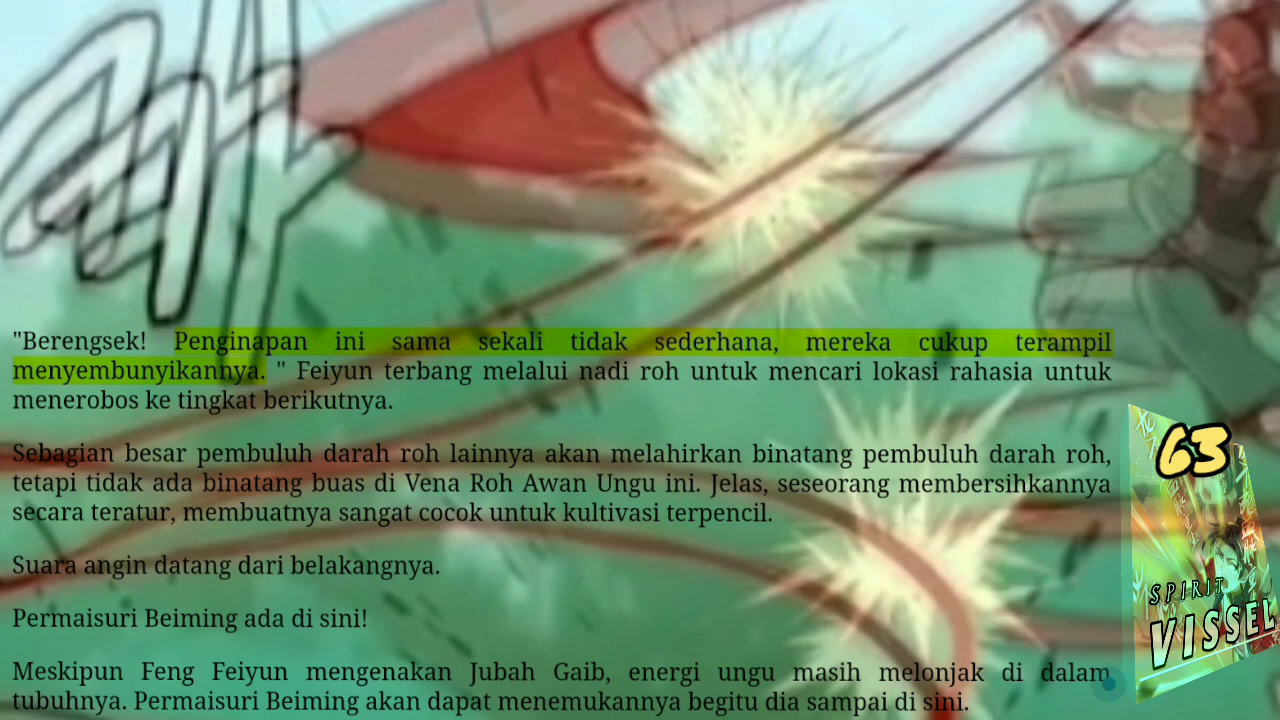 "Berengsek! Penginapan ini sama sekali tidak sederhana, mereka cukup terampil
menyembunyikannya. " Feiyun terbang melalui nadi roh untuk mencari lokasi rahasia untuk
menerobos ke tingkat berikutnya.
Sebagian besar pembuluh darah roh lainnya akan melahirkan binatang pembuluh darah roh,
tetapi tidak ada binatang buas di Vena Roh Awan Ungu ini. Jelas, seseorang membersihkannya
secara teratur, membuatnya sangat cocok untuk kultivasi terpencil.
Suara angin datang dari belakangnya.
Permaisuri Beiming ada di sini!
Meskipun Feng Feiyun mengenakan Jubah Gaib, energi ungu masih melonjak di dalam
tubuhnya. Permaisuri Beiming akan dapat menemukannya begitu dia sampai di sini.
63
SPIRIT
VISSEL